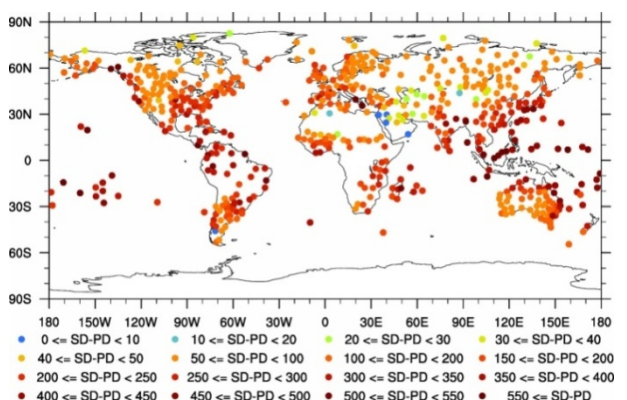 90N
60N
30N
0
30S
60S
90S
180 150W 120W 90W 60W 30W 0 30E 60E 90E 120E 150E 180
0 <= SD-PD < 10 10 <= SD-PD < 20 20 <= SD-PD < 30 30 <= SD-PD < 40
40 <= SD-PD < 50 50 <= SD-PD < 100 100 <= SD-PD < 200 150 <= SD-PD < 200
200 <= SD-PD < 250 250 <= SD-PD < 300 300 <= SD-PD < 350 350 <= SD-PD < 400
400 <= SD-PD < 450 450 <= SD-PD < 500 500 <= SD-PD < 550 550 <= SD-PD